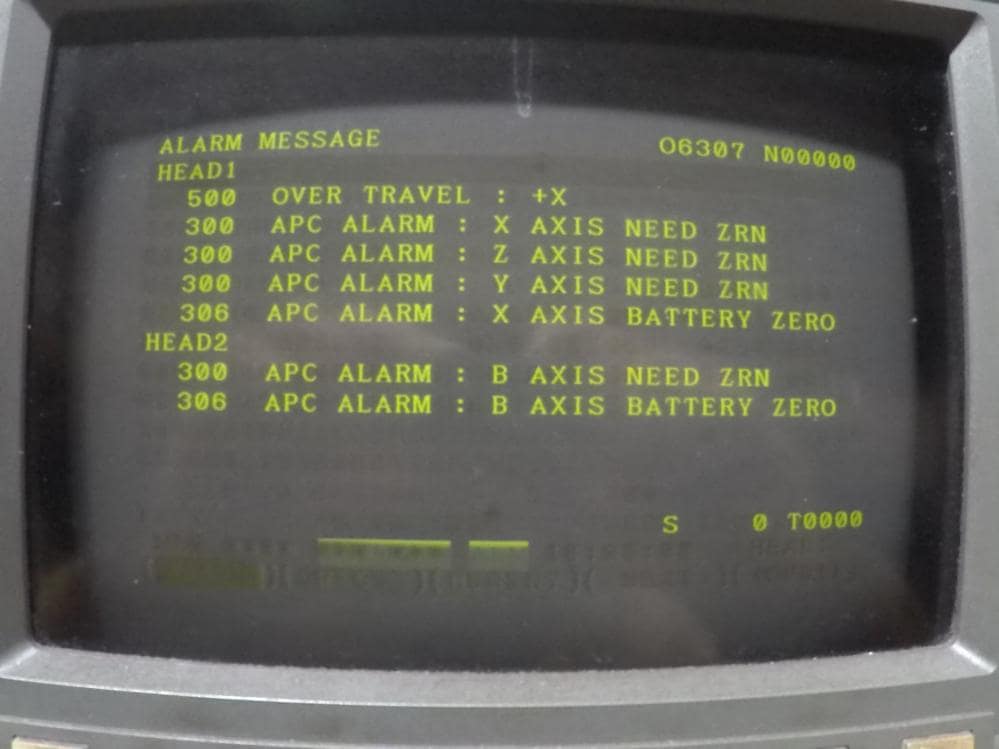 ALARM MESSAGE O6307 N00000
HEAD1
500 OVER TRAVEL : +X
300 APC ALARM : X AXIS NEED ZRN
300 APC ALARM : Z AXIS NEED ZRN
300 APC ALARM : Y AXIS NEED ZRN
306 APC ALARM : X AXIS BATTERY ZERO
HEAD2
300 APC ALARM : B AXIS NEED ZRN
306 APC ALARM : B AXIS BATTERY ZERO
S 0 T0000